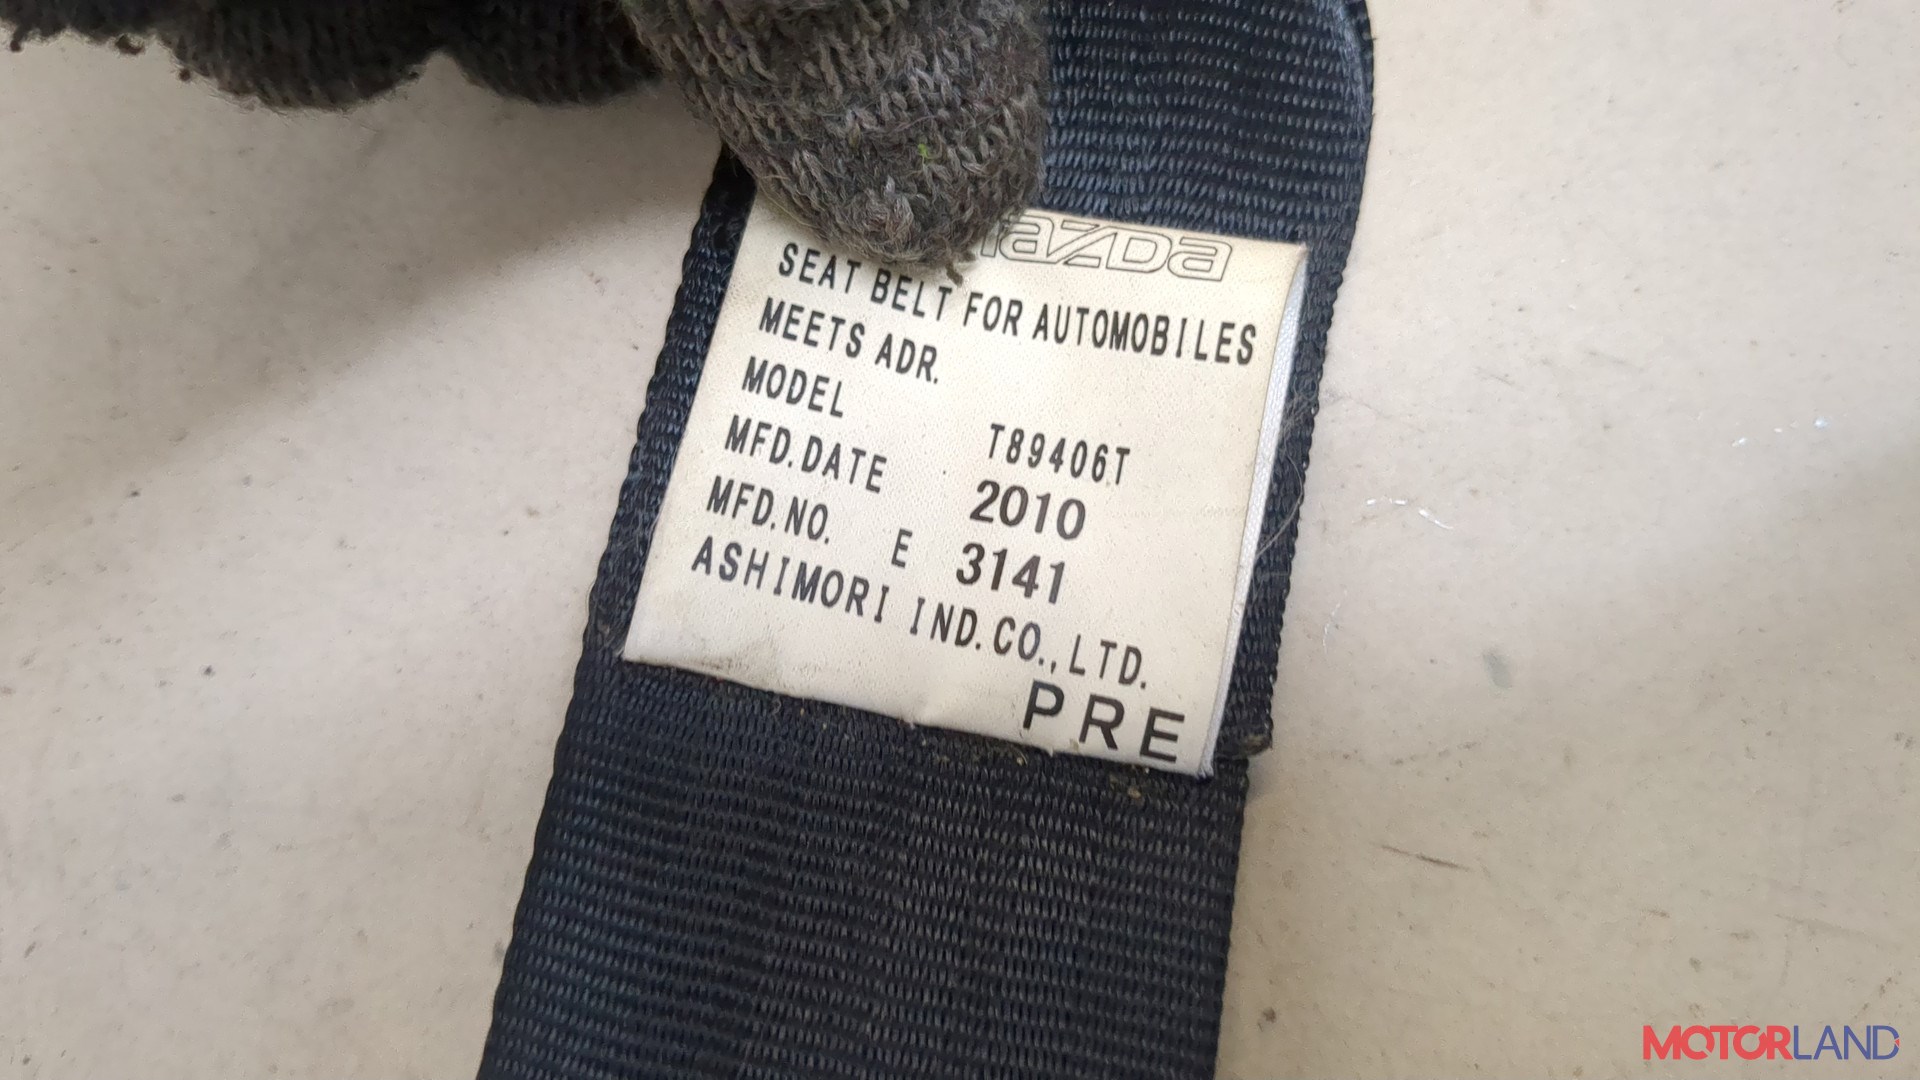 mazda
SEAT BELT FOR AUTOMOBILES
MEETS ADR.
MODEL T89406T
MFD.DATE 2010
MFD.NO. E 3141
ASHIMORI IND.CO.,LTD.
PRE
MOTORLAND